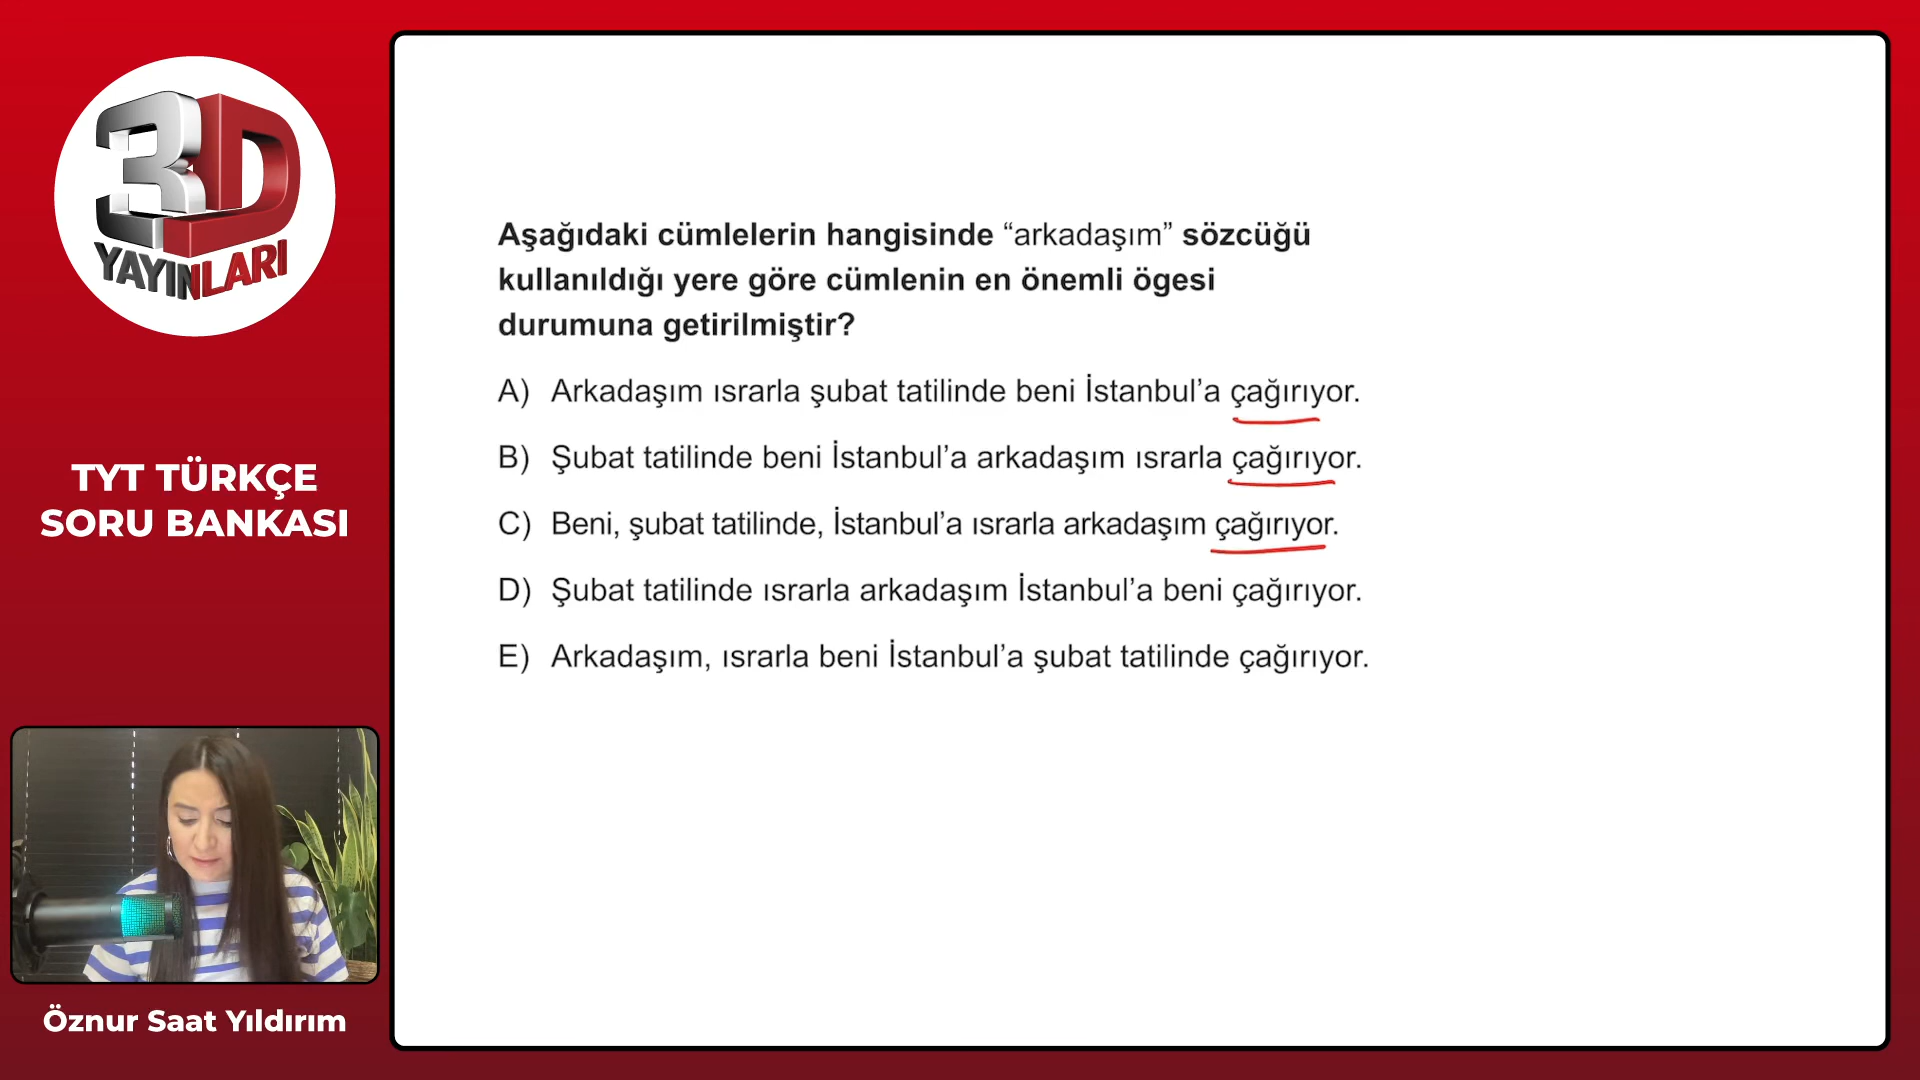 3D
YAYINLARI
TYT TÜRKÇE
SORU BANKASI
Öznur Saat Yıldırım
Aşağıdaki cümlelerin hangisinde “arkadaşım” sözcüğü
kullanıldığı yere göre cümlenin en önemli ögesi
durumuna getirilmiştir?
A) Arkadaşım ısrarla şubat tatilinde beni İstanbul’a çağırıyor.
B) Şubat tatilinde beni İstanbul’a arkadaşım ısrarla çağırıyor.
C) Beni, şubat tatilinde, İstanbul’a ısrarla arkadaşım çağırıyor.
D) Şubat tatilinde ısrarla arkadaşım İstanbul’a beni çağırıyor.
E) Arkadaşım, ısrarla beni İstanbul’a şubat tatilinde çağırıyor.